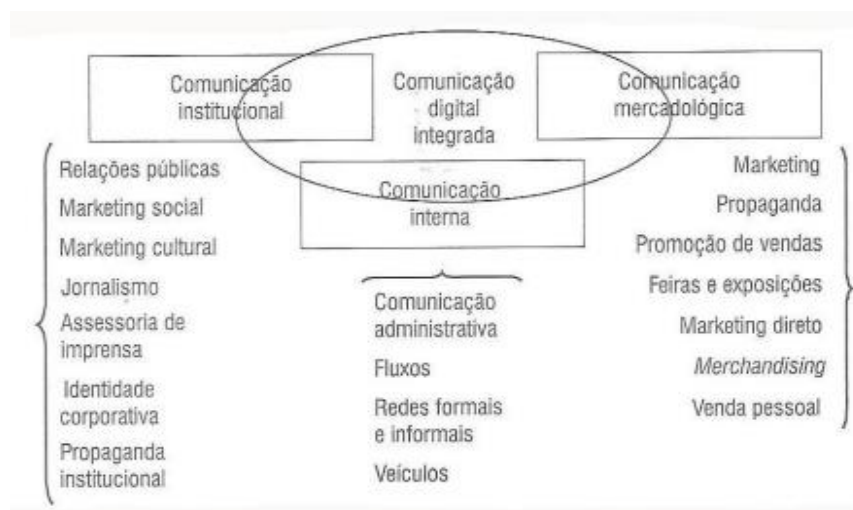 Comunicação
institucional
Comunicação
digital
integrada
Comunicação
mercadológica
Comunicação
interna
Relações públicas
Marketing social
Marketing cultural
Jornalismo
Assessoria de
imprensa
Identidade
corporativa
Propaganda
institucional
Comunicação
administrativa
Fluxos
Redes formais
e informais
Veículos
Marketing
Propaganda
Promoção de vendas
Feiras e exposições
Marketing direto
Merchandising
Venda pessoal